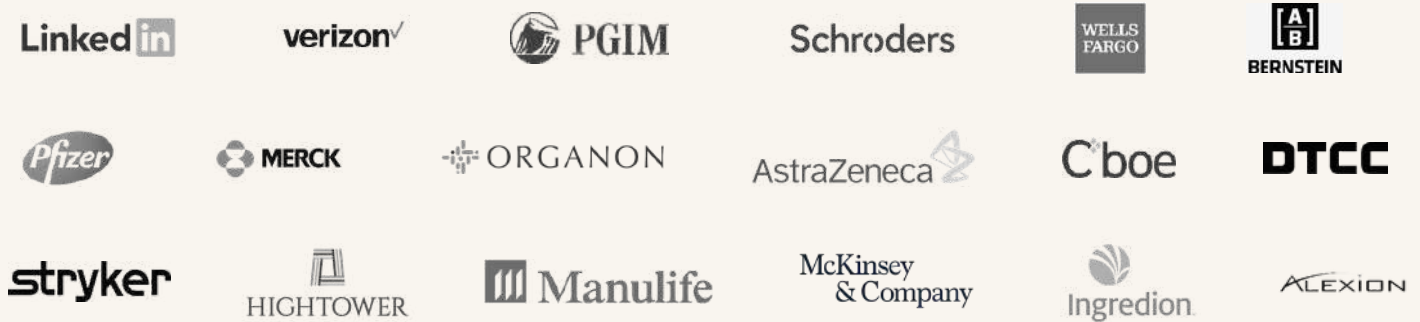 Linked in
verizon
PGIM
Schroders
WELLS
FARGO
[A
B]
BERNSTEIN
Pfizer
MERCK
ORGANON
AstraZeneca
Cboe
DTCC
stryker
HIGHTOWER
Manulife
McKinsey
& Company
Ingredion
ALEXION